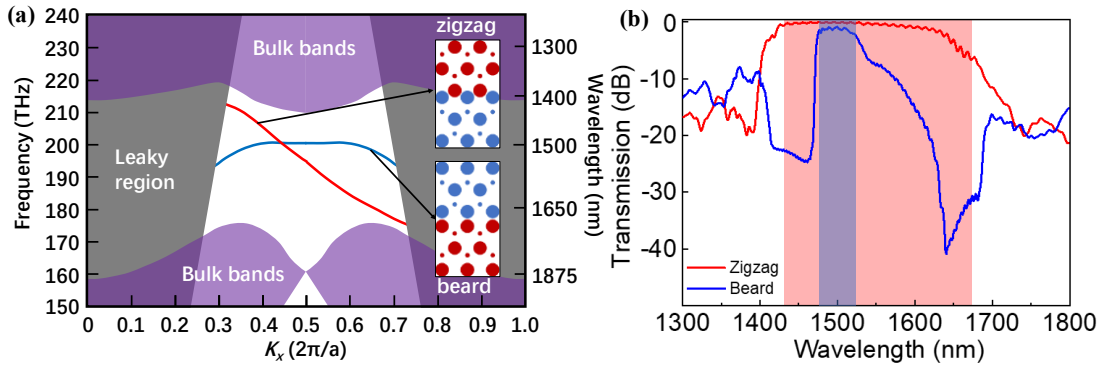 (a)
zigzag
Bulk bands
Leaky
region
Bulk bands
beard
Frequency (THz)
240
230
220
210
200
190
180
170
160
150
0 0.1 0.2 0.3 0.4 0.5 0.6 0.7 0.8 0.9 1.0
Kx (2π/a)
1300
1400
1500
1650
1875
Wavelength (nm)
(b)
Transmission (dB)
0
-10
-20
-30
-40
Zigzag
Beard
1300 1400 1500 1600 1700 1800
Wavelength (nm)